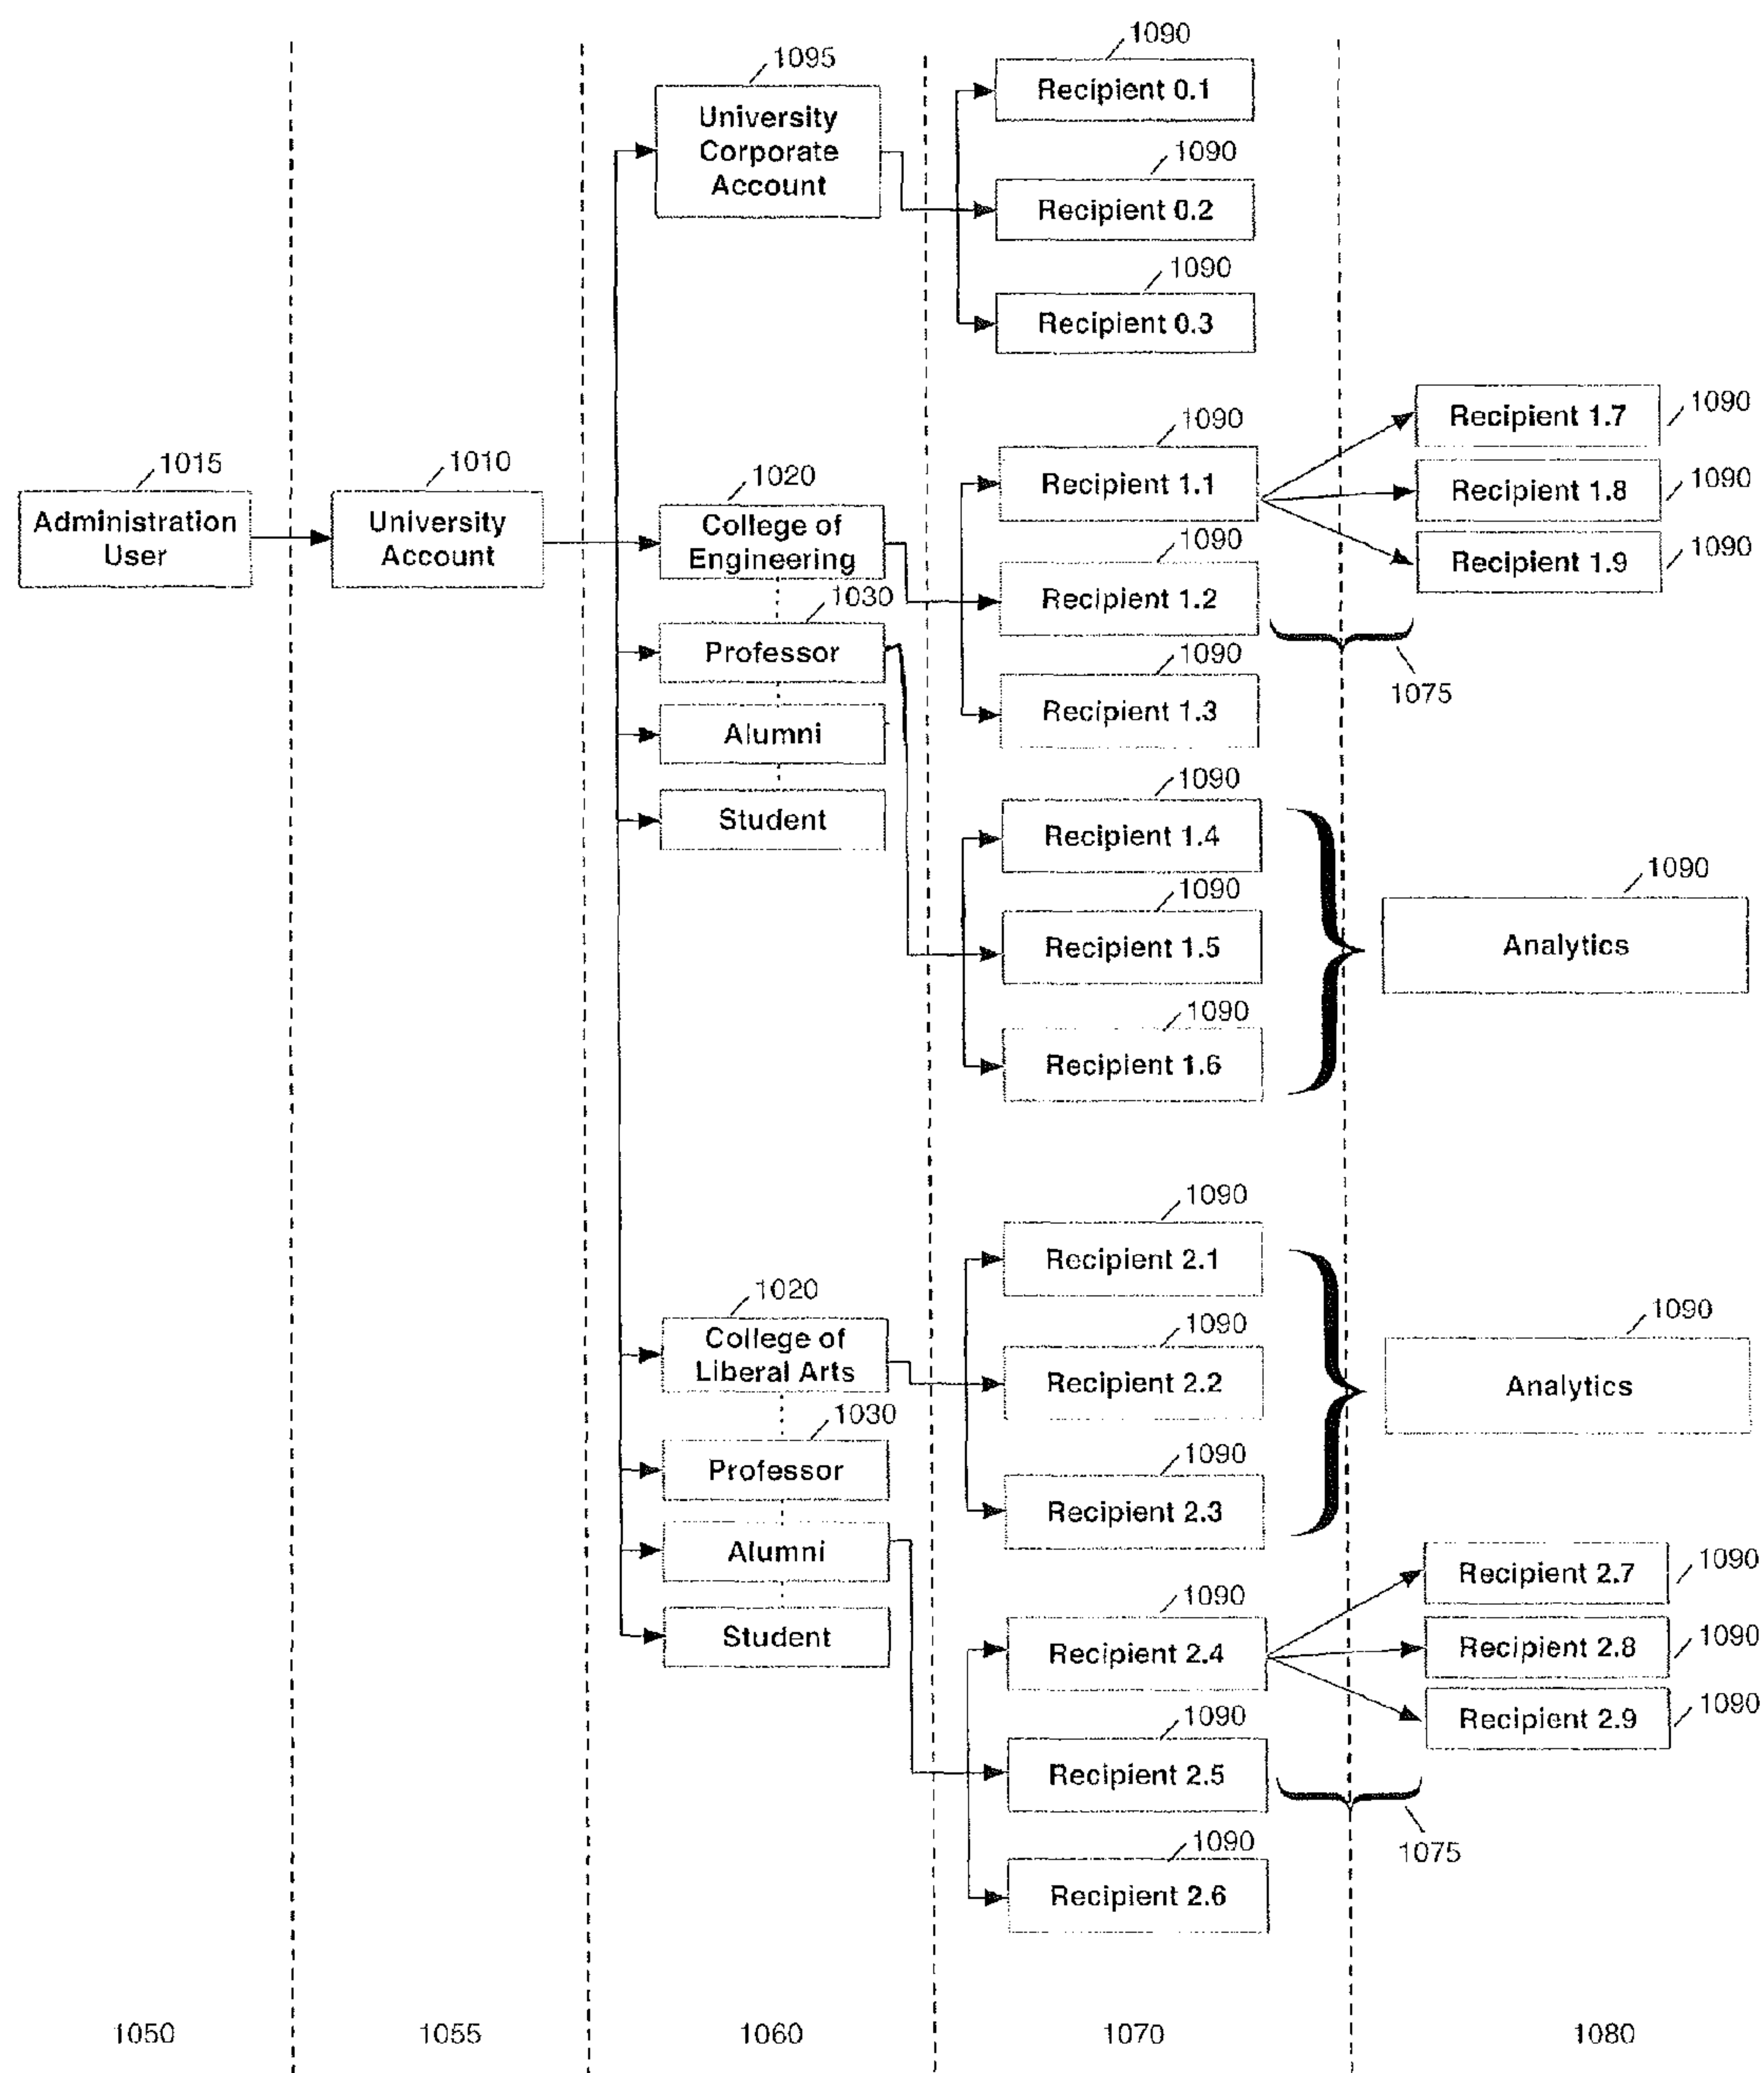 1090
1095
Recipient 0.1
University
Corporate
Account
1090
Recipient 0.2
1090
Recipient 0.3
1090
Recipient 1.7
1090
1015
1010
1020
Recipient 1.1
Recipient 1.8
1090
Administration
User
University
Account
College of
Engineering
1090
Recipient 1.9
1090
1030
Recipient 1.2
Professor
1090
1075
Recipient 1.3
Alumni
1090
Student
Recipient 1.4
1090
1090
Recipient 1.5
Analytics
1090
Recipient 1.6
1090
Recipient 2.1
1020
1090
1090
College of
Liberal Arts
Recipient 2.2
Analytics
1030
1090
Professor
Recipient 2.3
Alumni
Recipient 2.7
1090
1090
Student
Recipient 2.4
Recipient 2.8
1090
1090
Recipient 2.9
1090
Recipient 2.5
1090
1075
Recipient 2.6
1050
1055
1060
1070
1080